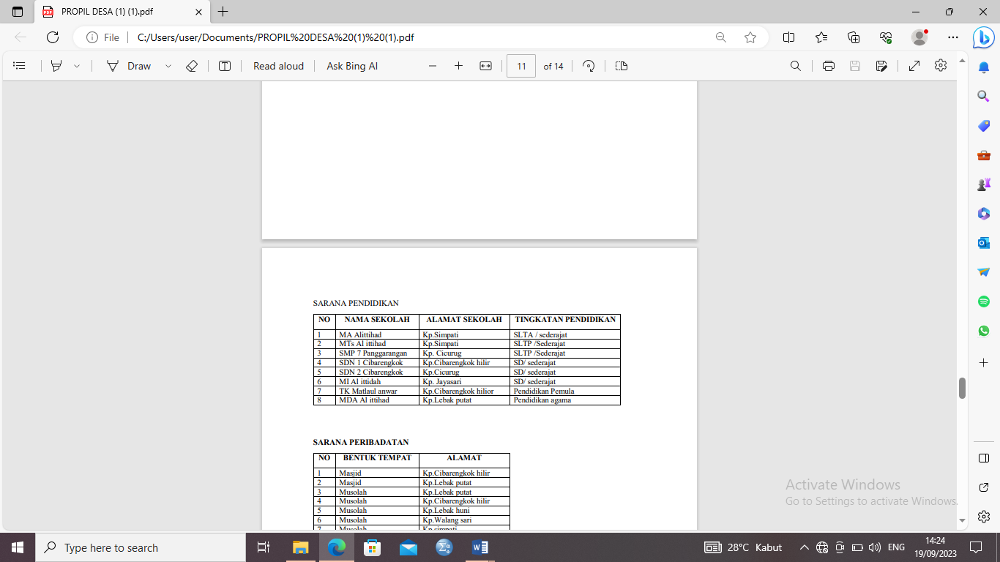 PROPIL DESA (1) (1).pdf
File C:/Users/user/Documents/PROPIL%20DESA%20(1)%20(1).pdf
Draw Read aloud Ask Bing AI 11 of 14
SARANA PENDIDIKAN
NO NAMA SEKOLAH ALAMAT SEKOLAH TINGKATAN PENDIDIKAN
1 MA Alittihad Kp.Simpati SLTA / sederajat
2 MTs Al ittihad Kp.Simpati SLTP /Sederajat
3 SMP 7 Panggarangan Kp. Cicurug SLTP /Sederajat
4 SDN 1 Cibarengkok Kp.Cibarengkok hilir SD/ sederajat
5 SDN 2 Cibarengkok Kp.Cicurug SD/ sederajat
6 MI Al ittidah Kp. Jayasari SD/ sederajat
7 TK Matlaul anwar Kp.Cibarengkok hilior Pendidikan Pemula
8 MDA Al ittihad Kp.Lebak putat Pendidikan agama
SARANA PERIBADATAN
NO BENTUK TEMPAT ALAMAT
1 Masjid Kp.Cibarengkok hilir
2 Masjid Kp.Lebak putat
3 Musolah Kp.Lebak putat
4 Musolah Kp.Cibarengkok hilir
5 Musolah Kp.Lebak huni
6 Musolah Kp.Walang sari
7 Musolah Kp.simpati
Activate Windows
Go to Settings to activate Windows.
Type here to search
28°C Kabut
ENG
14:24
19/09/2023